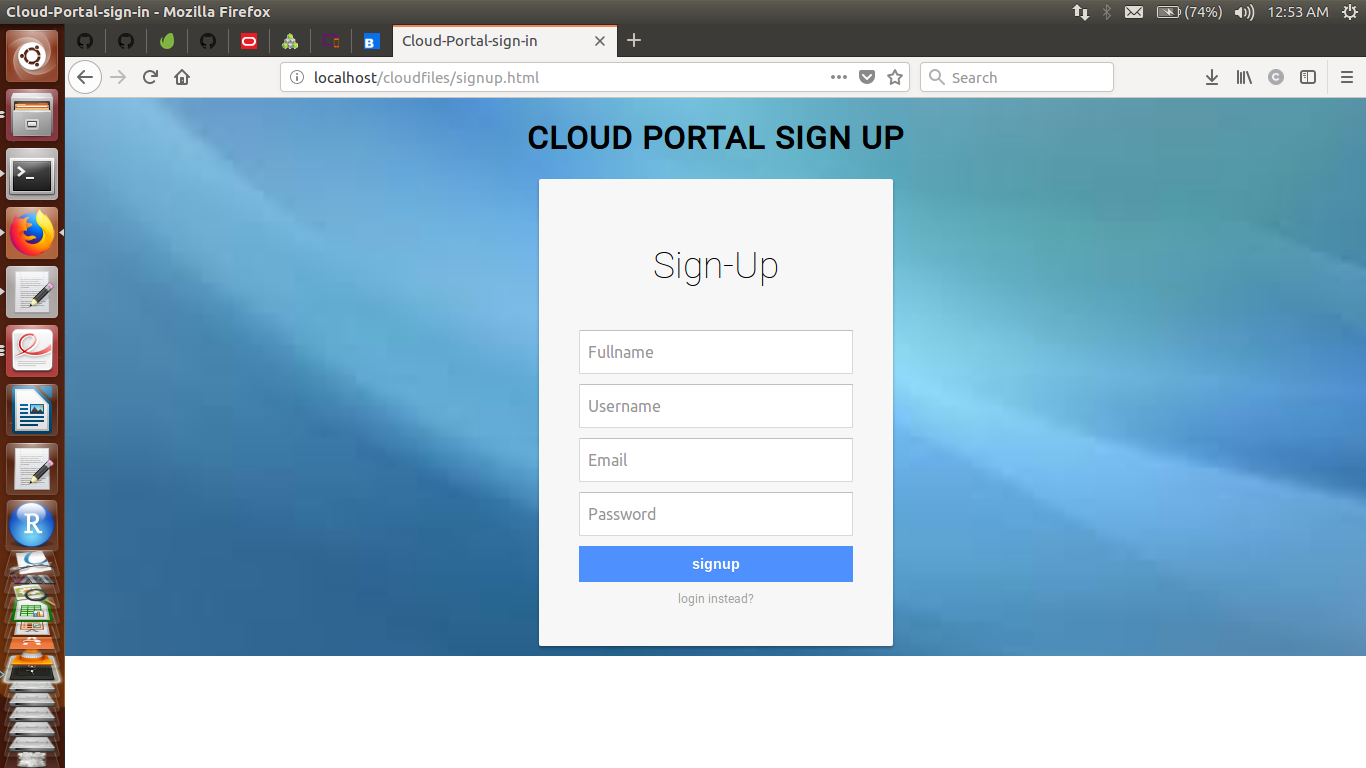 Cloud-Portal-sign-in - Mozilla Firefox
(74%)
12:53 AM
B
Cloud-Portal-sign-in
localhost/cloudfiles/signup.html
Search
C
CLOUD PORTAL SIGN UP
Sign-Up
Fullname
Username
Email
Password
signup
login instead?
R